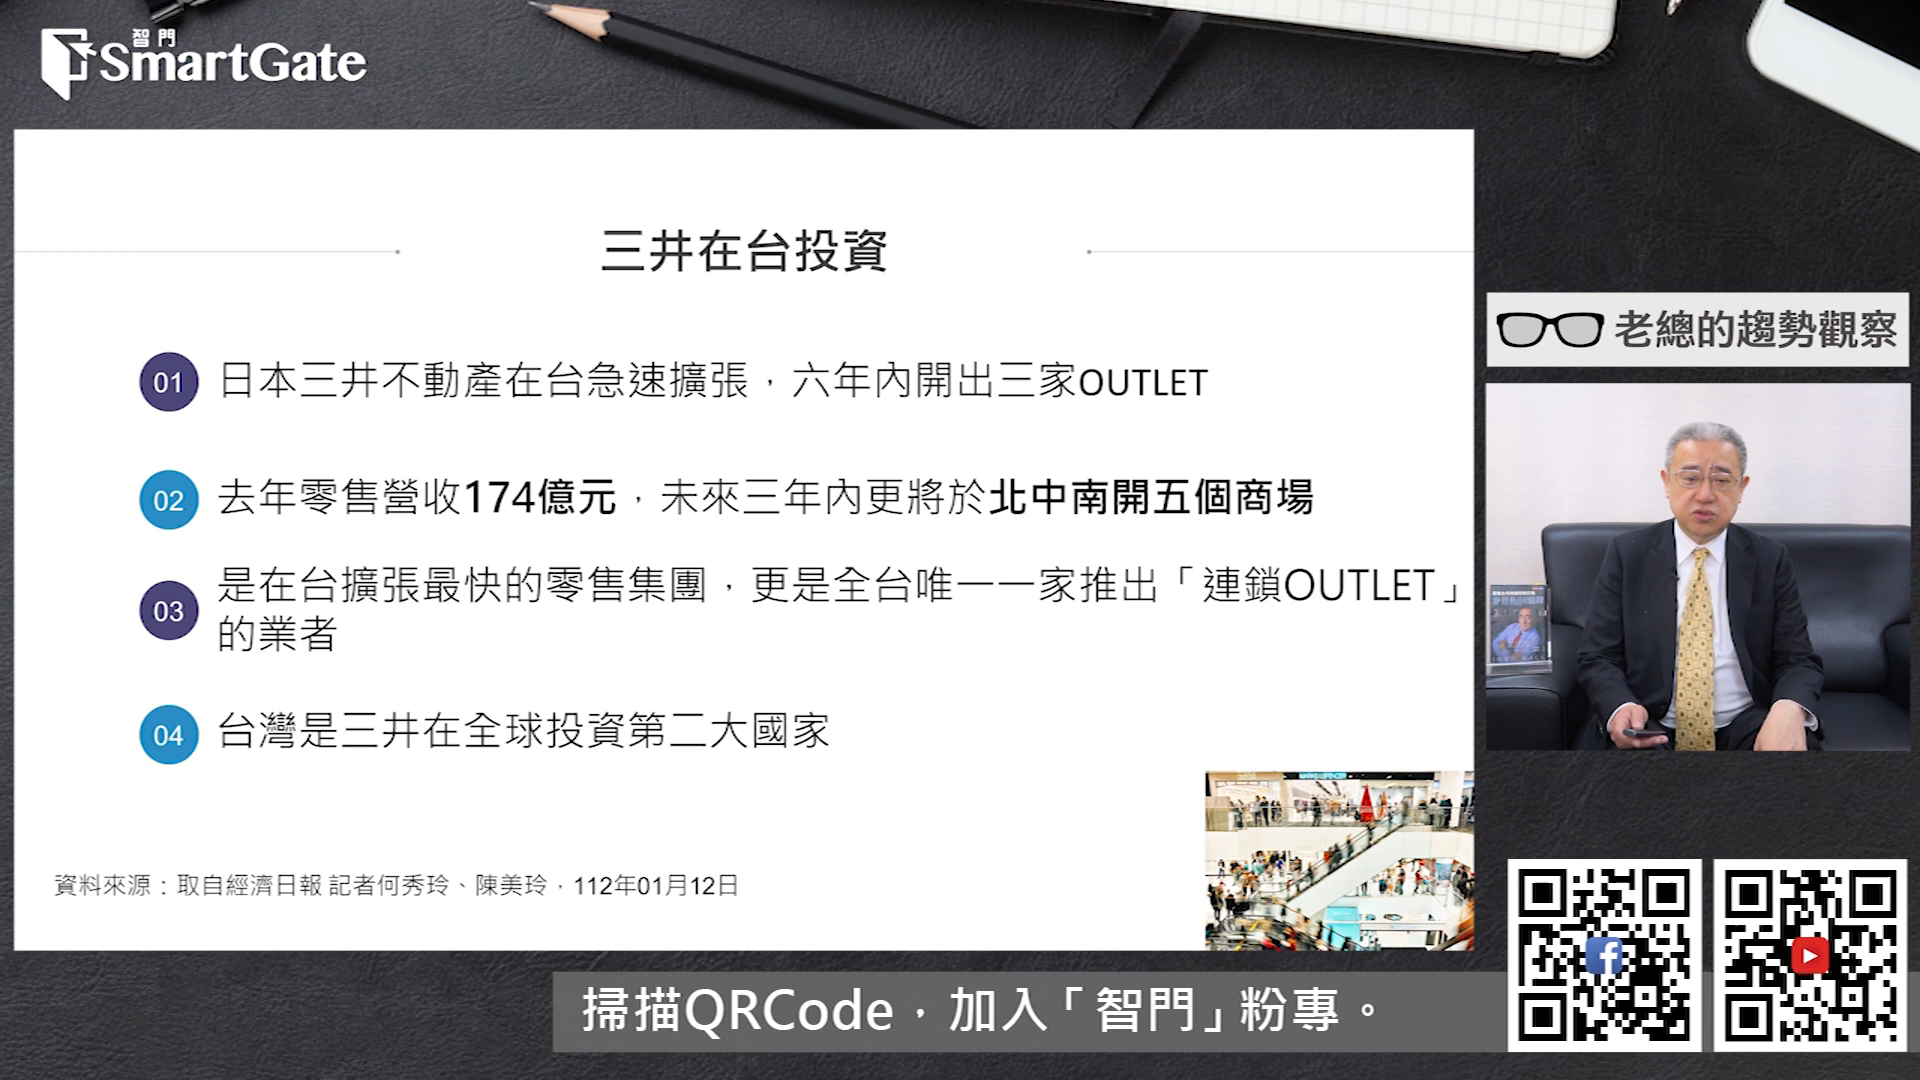 智門
SmartGate
三井在台投資
01 日本三井不動產在台急速擴張，六年內開出三家OUTLET
02 去年零售營收174億元，未來三年內更將於北中南開五個商場
03 是在台擴張最快的零售集團，更是全台唯一一家推出「連鎖OUTLET」
的業者
04 台灣是三井在全球投資第二大國家
資料來源：取自經濟日報 記者何秀玲、陳美玲，112年01月12日
老總的趨勢觀察
掃描QRCode，加入「智門」粉專。